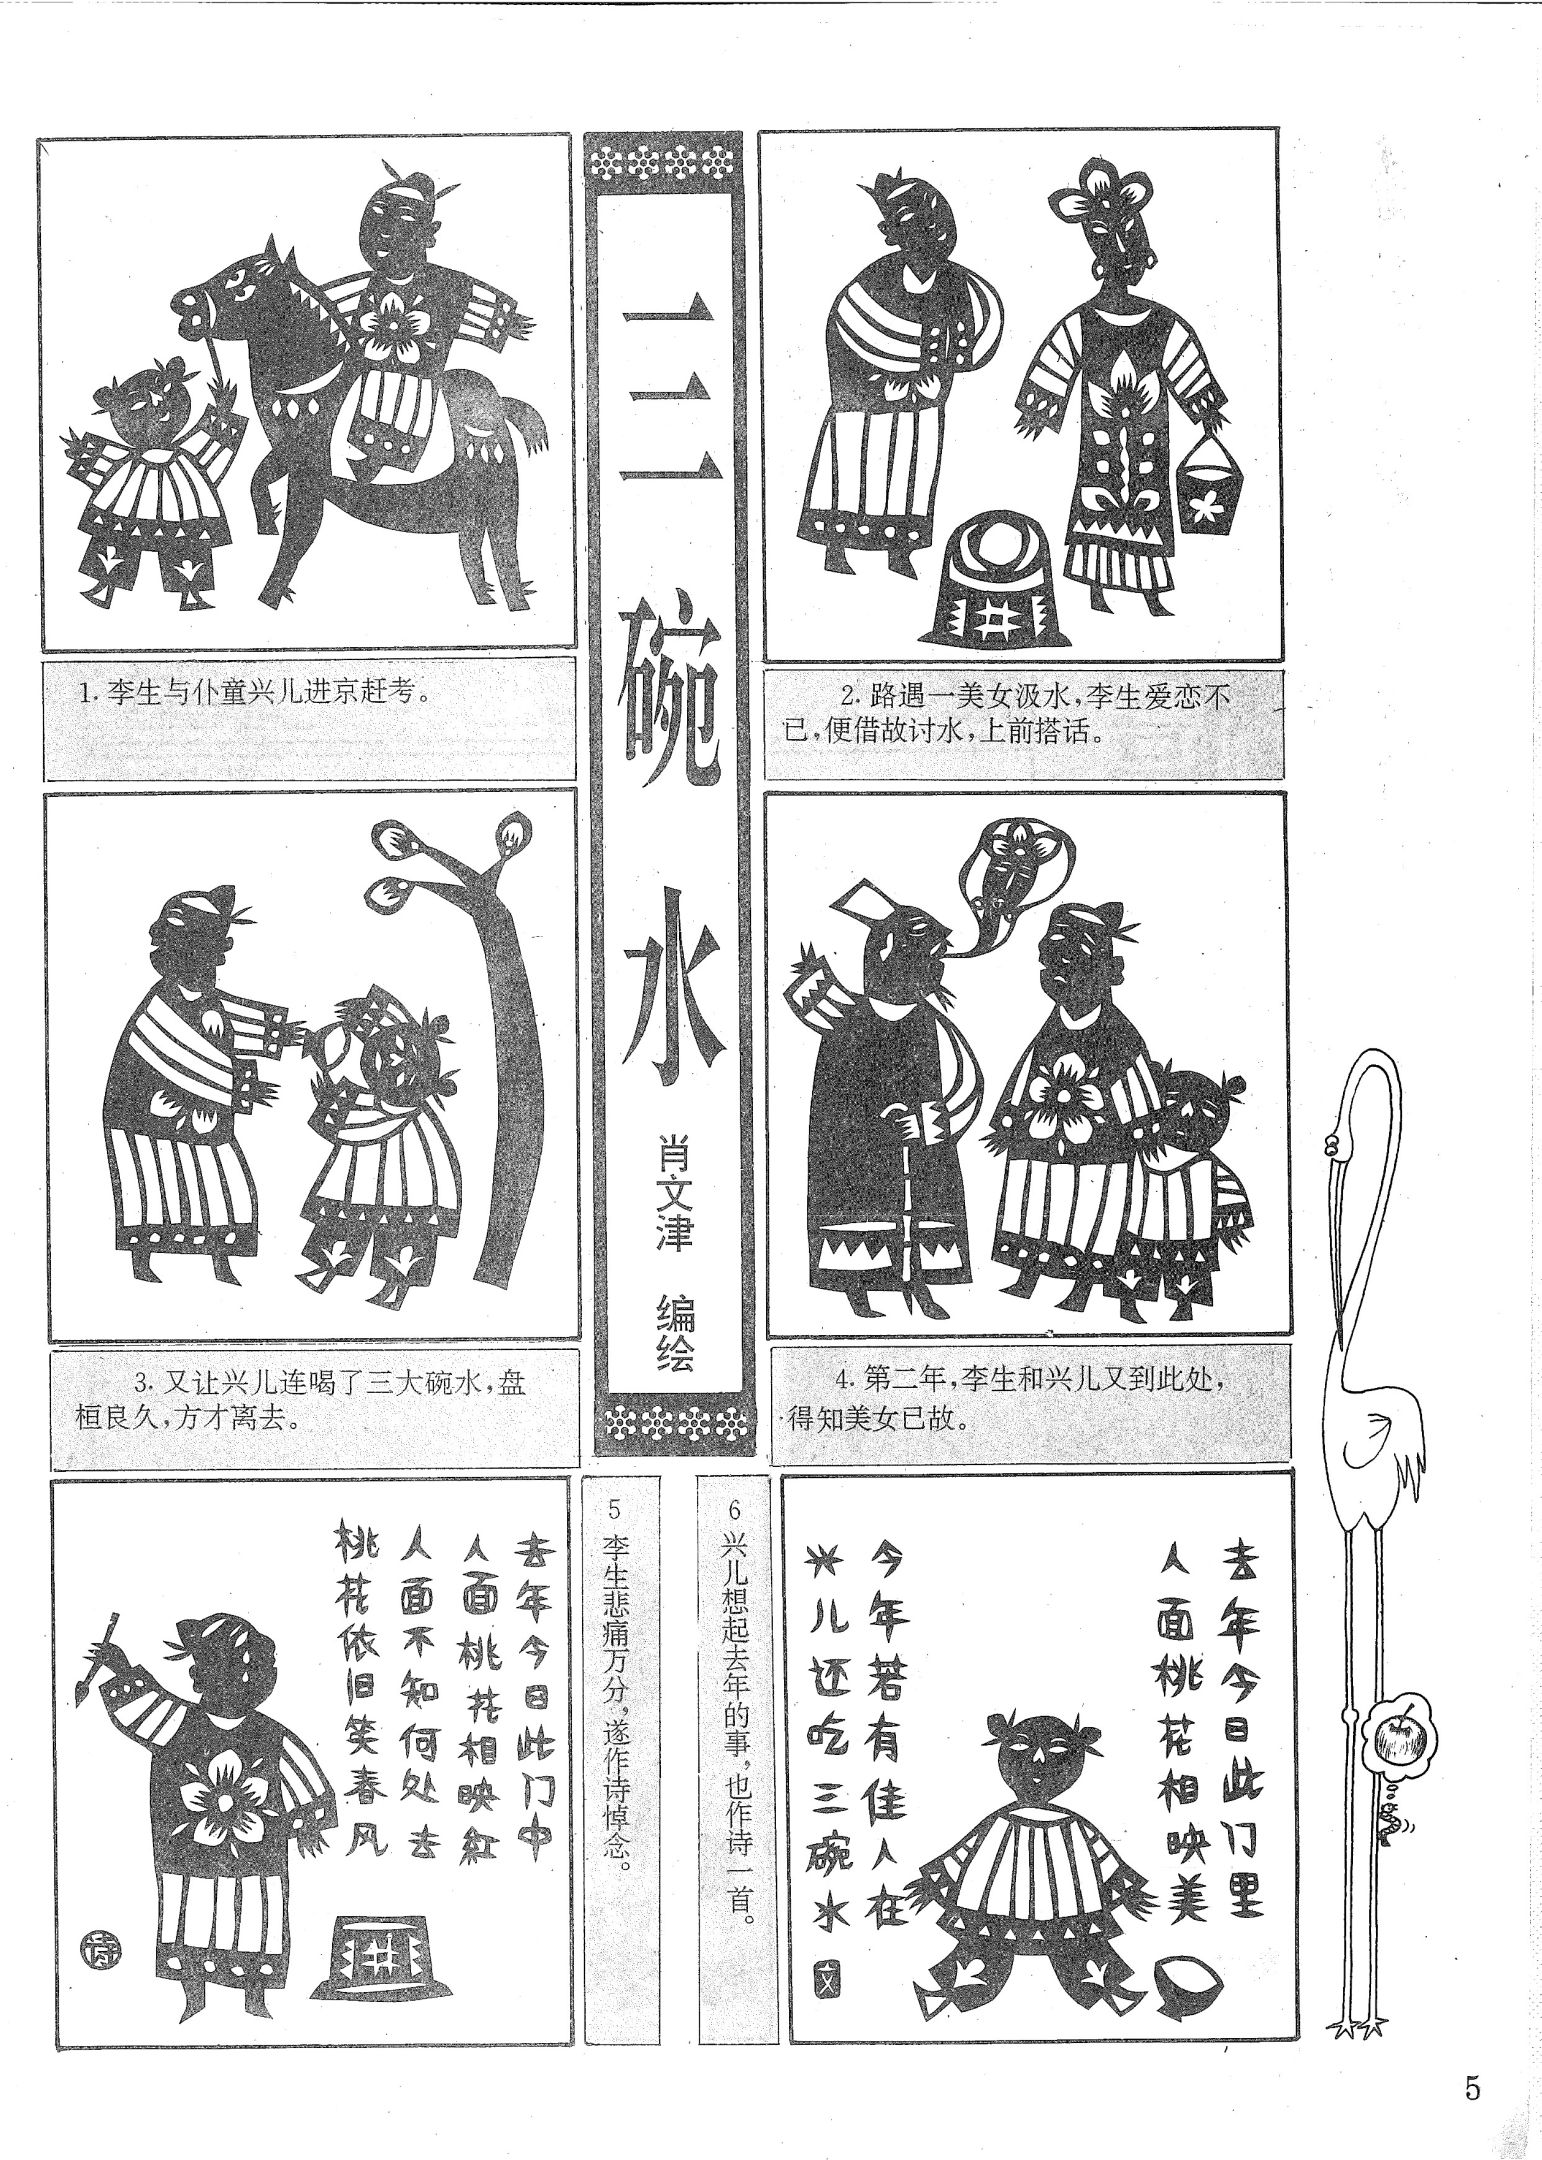 三碗水
肖文津 编绘
1. 李生与仆童兴儿进京赶考。
2. 路遇一美女汲水，李生爱恋不
已，便借故讨水，上前搭话。
3. 又让兴儿连喝了三大碗水，盘
桓良久，方才离去。
4. 第二年，李生和兴儿又到此处，
得知美女已故。
去年今日此门中
人面桃花相映红
人面不知何处去
桃花依旧笑春风
诗
5 李生悲痛万分，遂作诗悼念。
6 兴儿想起去年的事，也作诗一首。
去年今日此门里
人面桃花相映美
今年若有佳人在
兴儿还吃三碗水
文
5